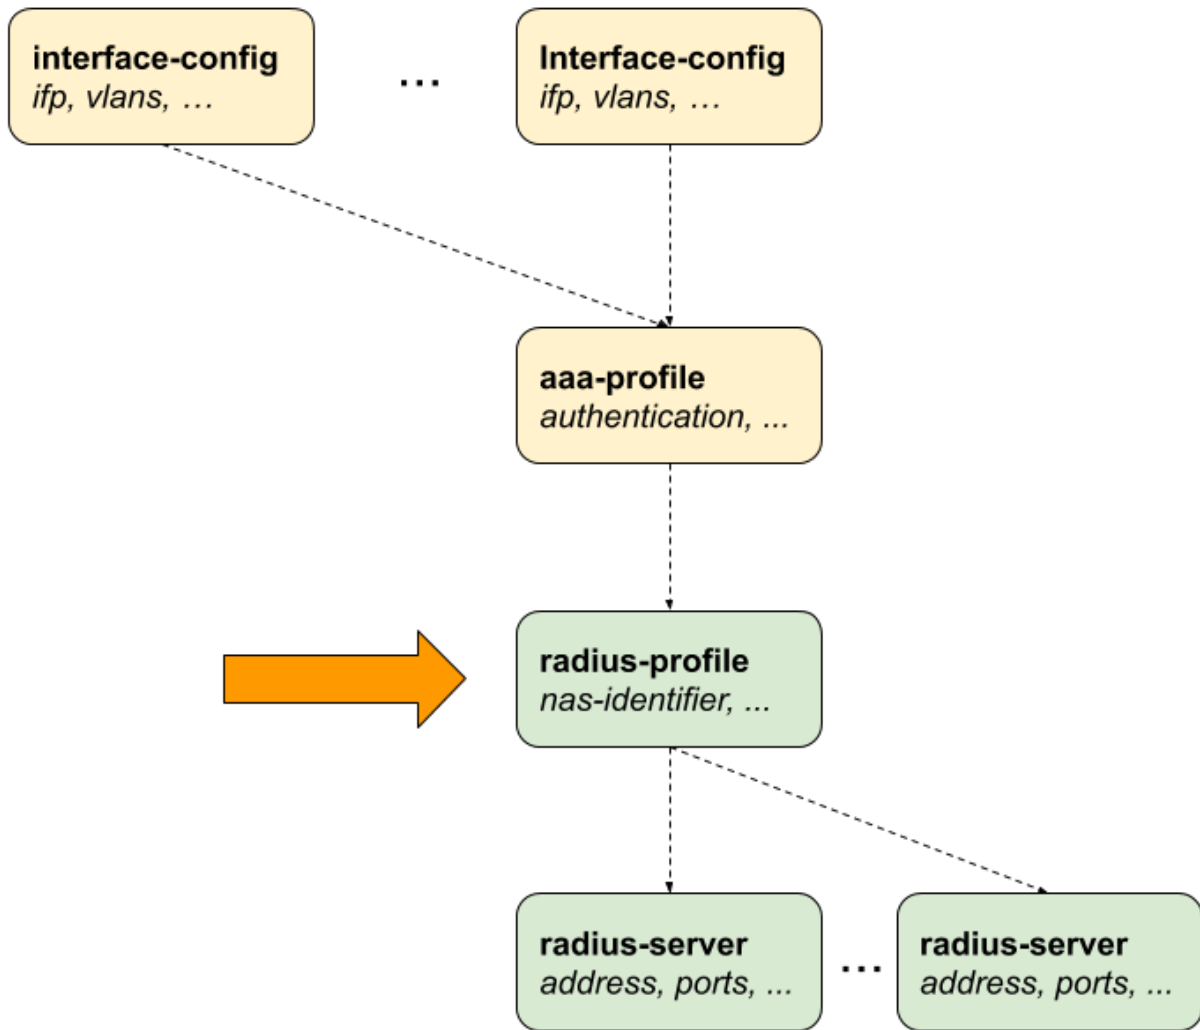 interface-config
ifp, vlans, …
...
Interface-config
ifp, vlans, …
aaa-profile
authentication, ...
radius-profile
nas-identifier, ...
radius-server
address, ports, ...
...
radius-server
address, ports, ...